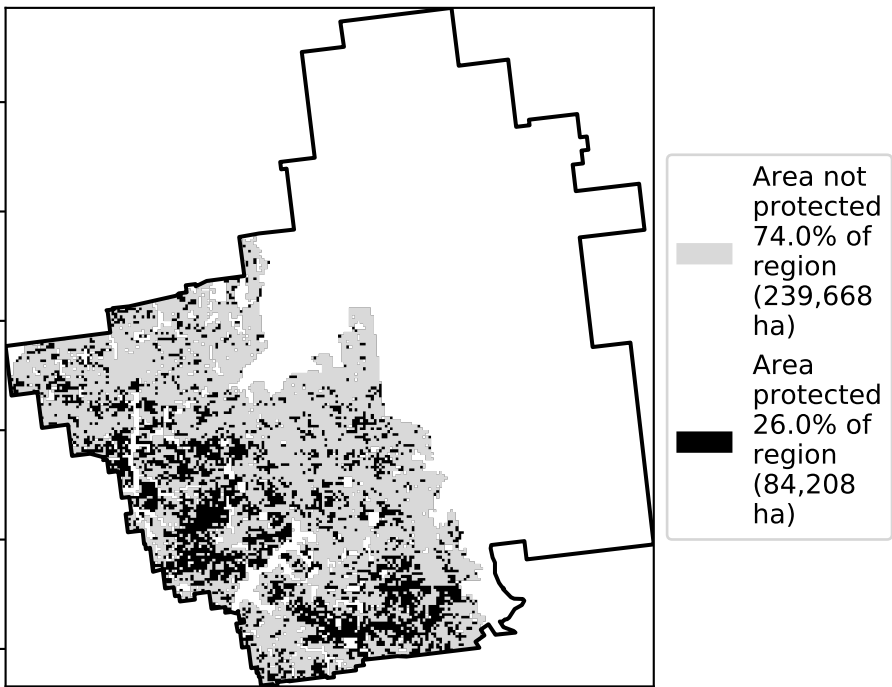 Area not
protected
74.0% of
region
(239,668
ha)
Area
protected
26.0% of
region
(84,208
ha)